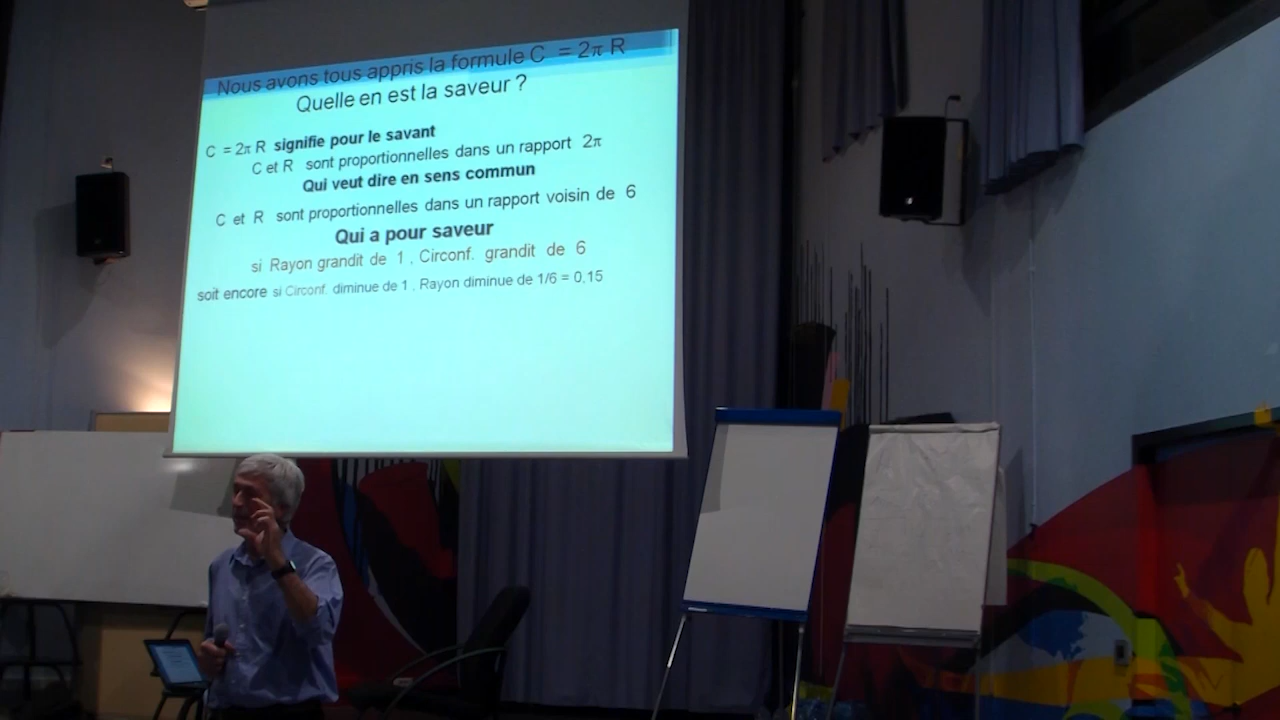 Nous avons tous appris la formule C = 2π R
Quelle en est la saveur ?
C = 2π R signifie pour le savant
C et R sont proportionnelles dans un rapport 2π
Qui veut dire en sens commun
C et R sont proportionnelles dans un rapport voisin de 6
Qui a pour saveur
si Rayon grandit de 1 , Circonf. grandit de 6
soit encore si Circonf. diminue de 1 , Rayon diminue de 1/6 = 0,15